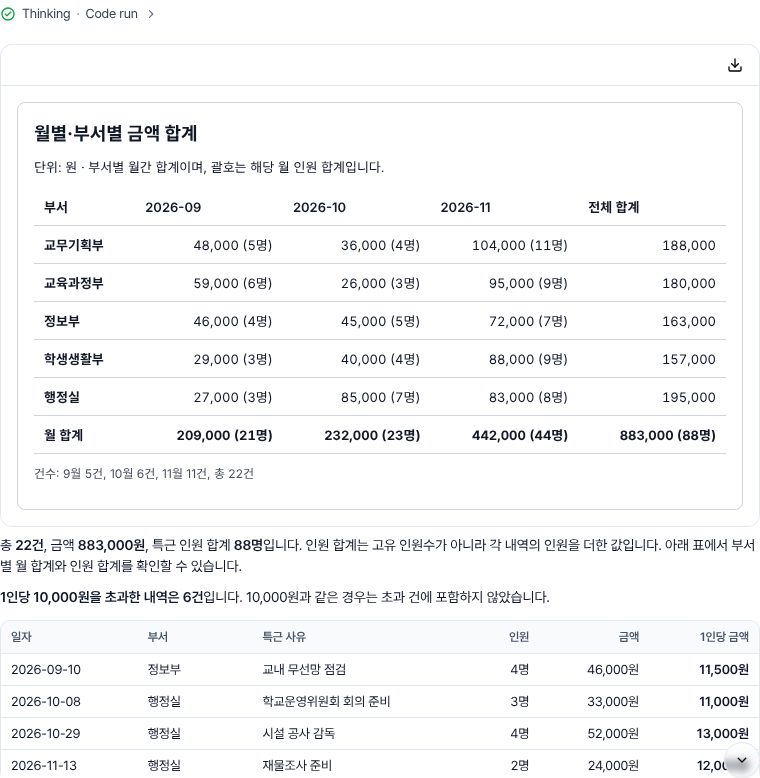 Thinking · Code run
월별·부서별 금액 합계
단위: 원 · 부서별 월간 합계이며, 괄호는 해당 월 인원 합계입니다.
부서 2026-09 2026-10 2026-11 전체 합계
교무기획부 48,000 (5명) 36,000 (4명) 104,000 (11명) 188,000
교육과정부 59,000 (6명) 26,000 (3명) 95,000 (9명) 180,000
정보부 46,000 (4명) 45,000 (5명) 72,000 (7명) 163,000
학생생활부 29,000 (3명) 40,000 (4명) 88,000 (9명) 157,000
행정실 27,000 (3명) 85,000 (7명) 83,000 (8명) 195,000
월 합계 209,000 (21명) 232,000 (23명) 442,000 (44명) 883,000 (88명)
건수: 9월 5건, 10월 6건, 11월 11건, 총 22건
총 22건, 금액 883,000원, 특근 인원 합계 88명입니다. 인원 합계는 고유 인원수가 아니라 각 내역의 인원을 더한 값입니다. 아래 표에서 부서
별 월 합계와 인원 합계를 확인할 수 있습니다.
1인당 10,000원을 초과한 내역은 6건입니다. 10,000원과 같은 경우는 초과 건에 포함하지 않았습니다.
일자 부서 특근 사유 인원 금액 1인당 금액
2026-09-10 정보부 교내 무선망 점검 4명 46,000원 11,500원
2026-10-08 행정실 학교운영위원회 회의 준비 3명 33,000원 11,000원
2026-10-29 행정실 시설 공사 감독 4명 52,000원 13,000원
2026-11-13 행정실 재물조사 준비 2명 24,000원